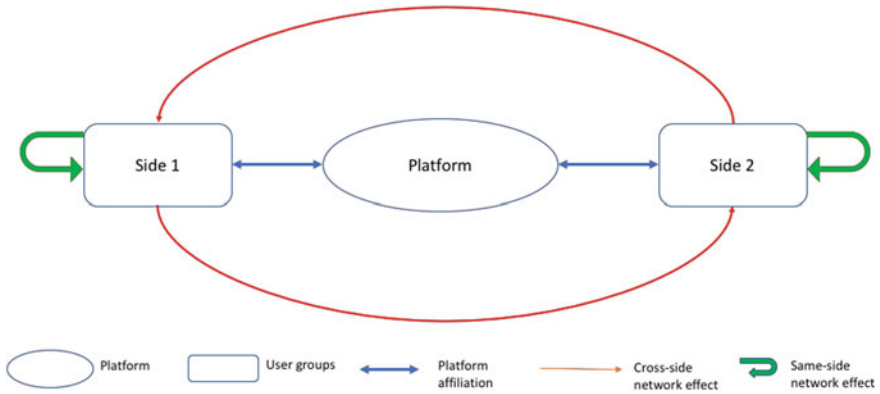 Side 1
Platform
Side 2
Platform
User groups
Platform
affiliation
Cross-side
network effect
Same-side
network effect